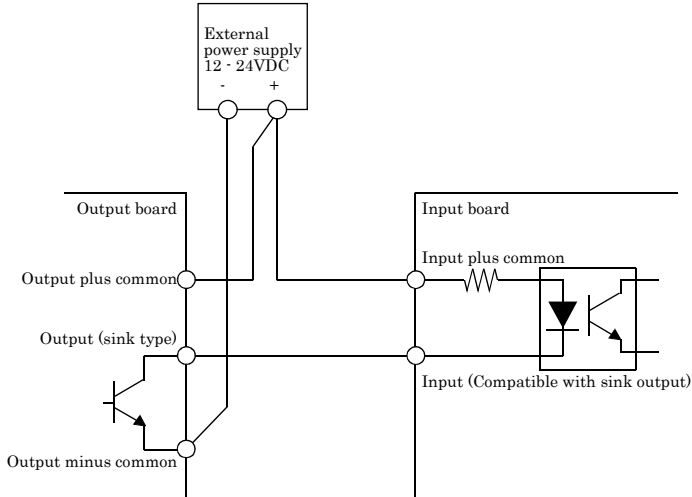 External
power supply
12 - 24VDC
- +
Output board
Input board
Input plus common
Output plus common
Output (sink type)
Input (Compatible with sink output)
Output minus common